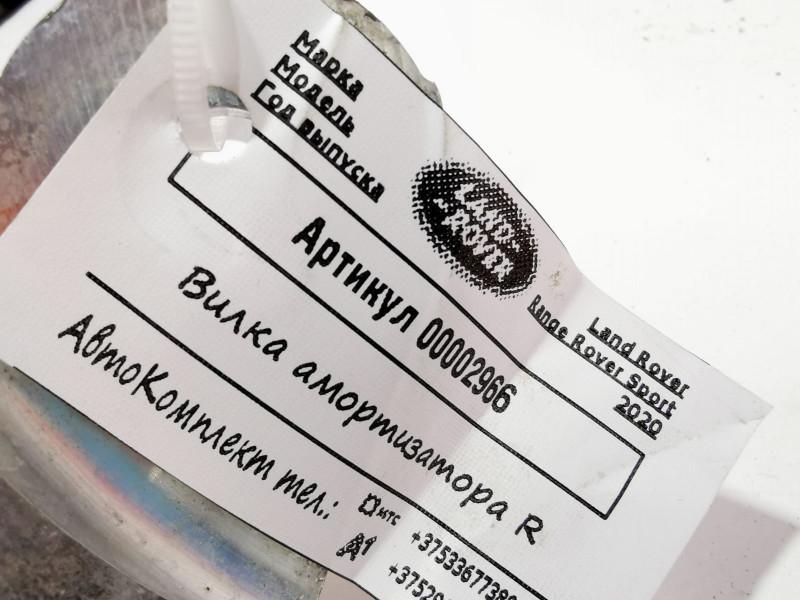 Марка Land Rover
Модель Range Rover Sport
Год выпуска 2020
LAND ROVER
Артикул 00002966
Вилка амортизатора R
АвтоКомплект тел.:
мтс
A1